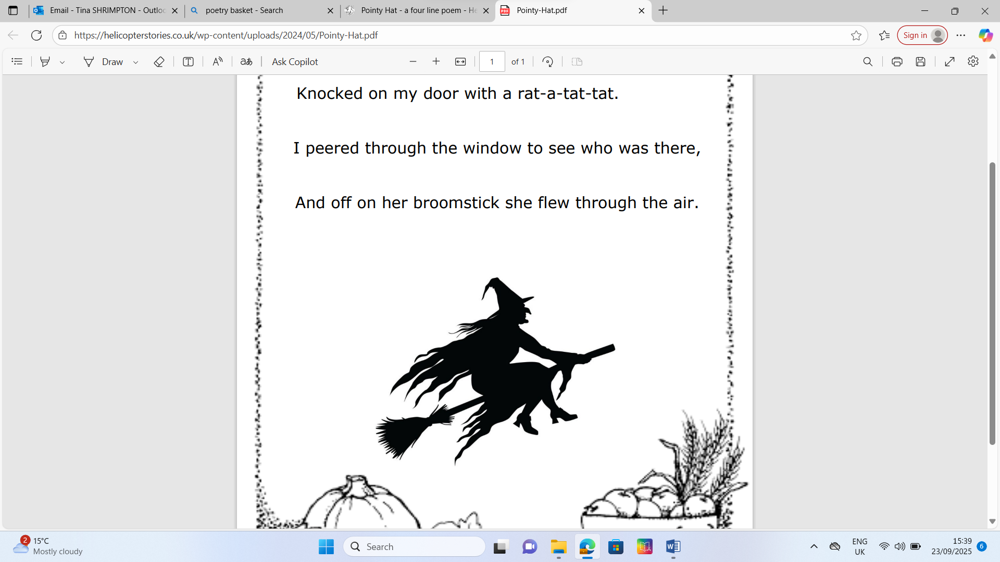 Email - Tina SHRIMPTON - Outloo
poetry basket - Search
Pointy Hat - a four line poem - He
Pointy-Hat.pdf
https://helicopterstories.co.uk/wp-content/uploads/2024/05/Pointy-Hat.pdf
Sign in
Draw
aあ
Ask Copilot
1 of 1
Knocked on my door with a rat-a-tat-tat.
I peered through the window to see who was there,
And off on her broomstick she flew through the air.
2
15°C
Mostly cloudy
Search
ENG
UK
15:39
23/09/2025
6